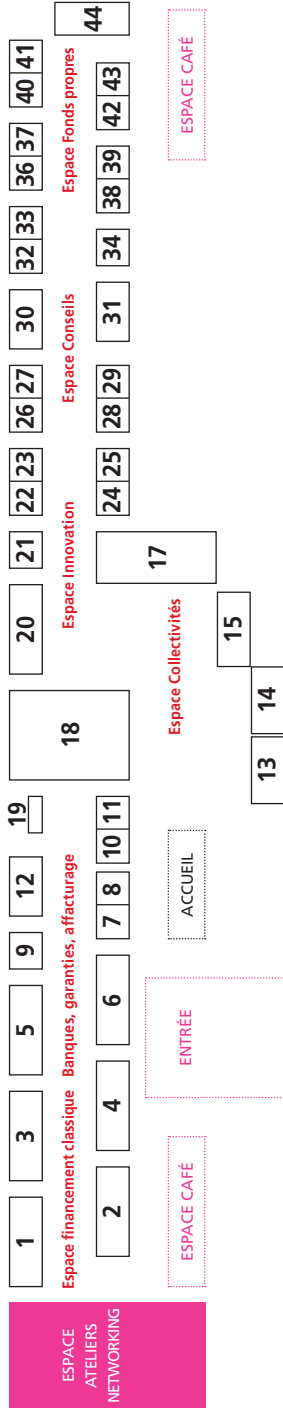 ESPACE
ATELIERS
NETWORKING
1
3
5
9
12
19
20
21
22 23
26 27
30
32 33
36 37
40 41
44
Espace financement classique
Banques, garanties, affacturage
18
Espace Innovation
Espace Conseils
Espace Fonds propres
2
4
6
7 8
10 11
17
24 25
28 29
31
34
38 39
42 43
ESPACE CAFÉ
ENTRÉE
ACCUEIL
Espace Collectivités
ESPACE CAFÉ
13
14
15